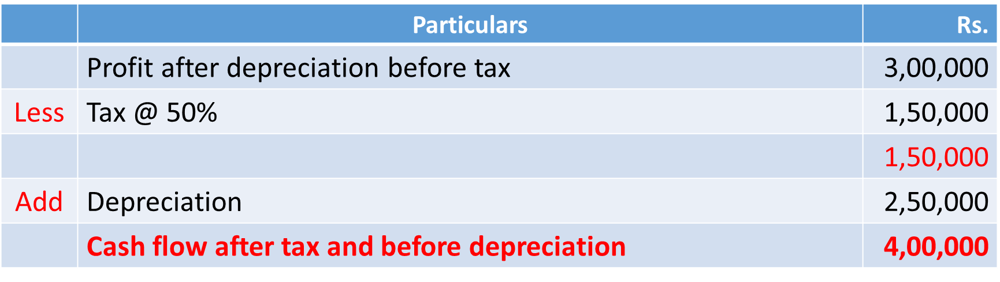 Particulars Rs.
Profit after depreciation before tax 3,00,000
Less Tax @ 50% 1,50,000
1,50,000
Add Depreciation 2,50,000
Cash flow after tax and before depreciation 4,00,000